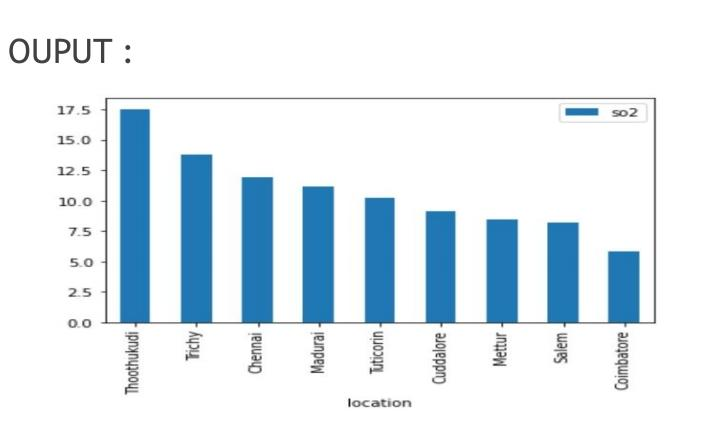 OUPUT :
so2
17.5
15.0
12.5
10.0
7.5
5.0
2.5
0.0
Thoothukudi
Trichy
Chennai
Madurai
Tuticorin
Cuddalore
Mettur
Salem
Coimbatore
location